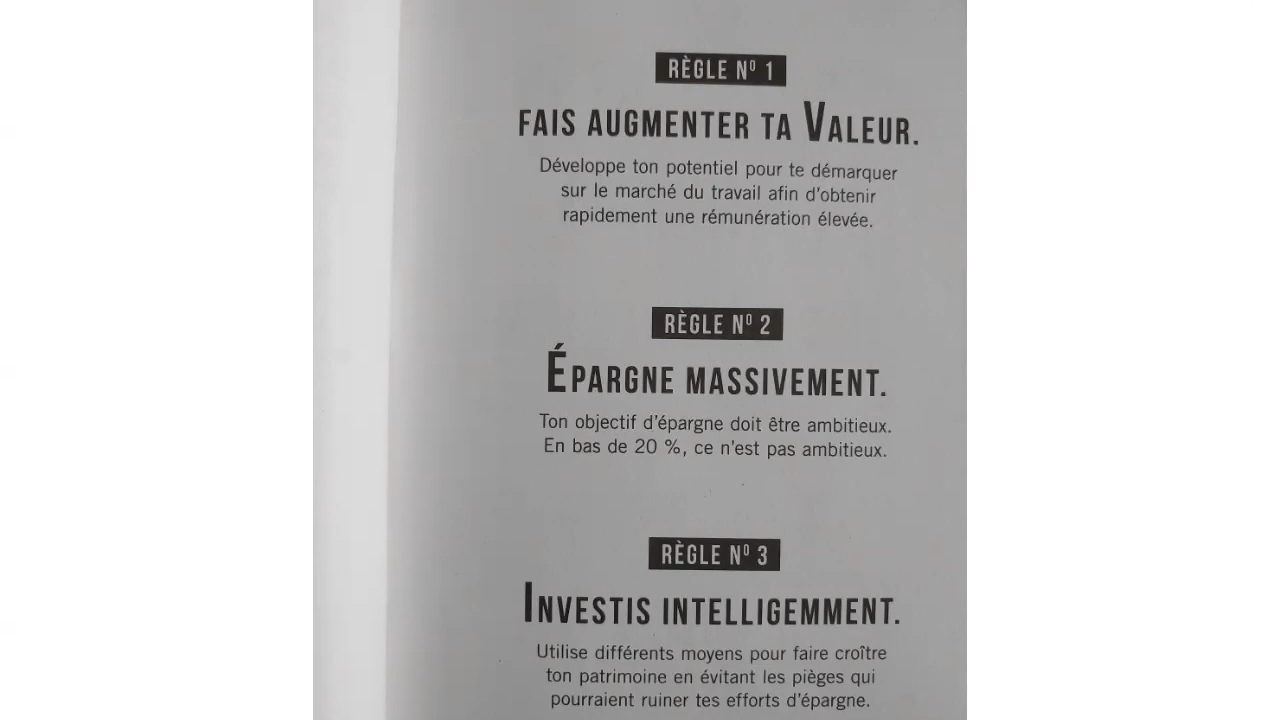 RÈGLE Nº 1
FAIS AUGMENTER TA VALEUR.
Développe ton potentiel pour te démarquer
sur le marché du travail afin d'obtenir
rapidement une rémunération élevée.
RÈGLE Nº 2
ÉPARGNE MASSIVEMENT.
Ton objectif d'épargne doit être ambitieux.
En bas de 20 %, ce n'est pas ambitieux.
RÈGLE Nº 3
INVESTIS INTELLIGEMMENT.
Utilise différents moyens pour faire croître
ton patrimoine en évitant les pièges qui
pourraient ruiner tes efforts d'épargne.